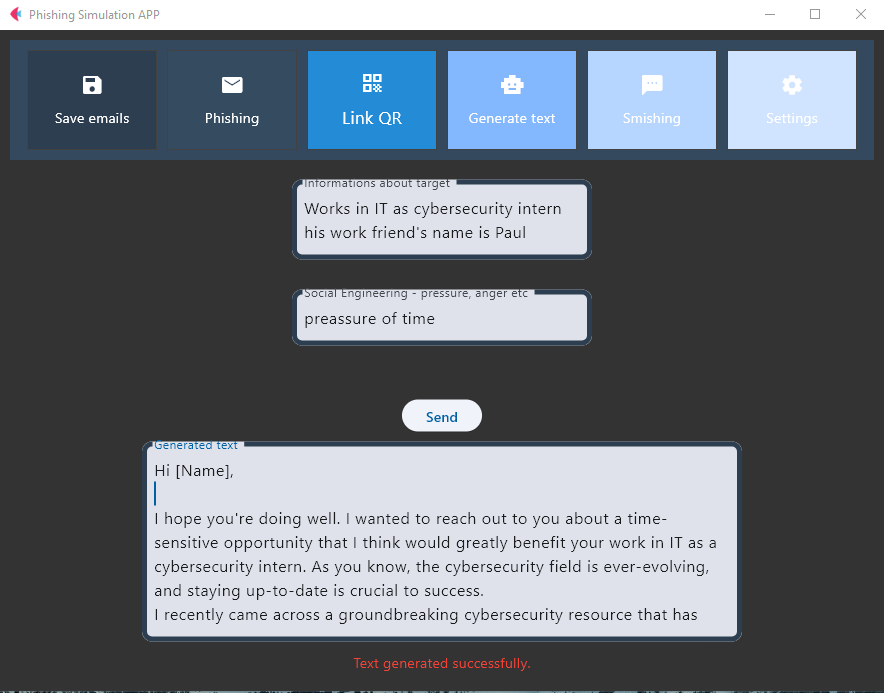 Phishing Simulation APP
Save emails
Phishing
Link QR
Generate text
Smishing
Settings
Informations about target
Works in IT as cybersecurity intern
his work friend's name is Paul
Social Engineering - pressure, anger etc
preassure of time
Send
Generated text
Hi [Name],
I hope you're doing well. I wanted to reach out to you about a time-
sensitive opportunity that I think would greatly benefit your work in IT as a
cybersecurity intern. As you know, the cybersecurity field is ever-evolving,
and staying up-to-date is crucial to success.
I recently came across a groundbreaking cybersecurity resource that has
Text generated successfully.